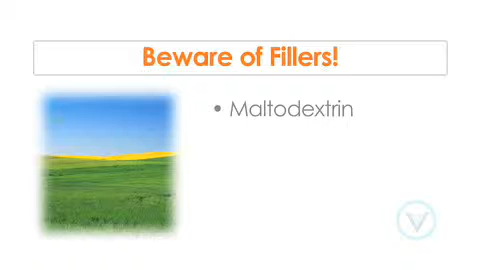 Beware of Fillers!
• Maltodextrin
V